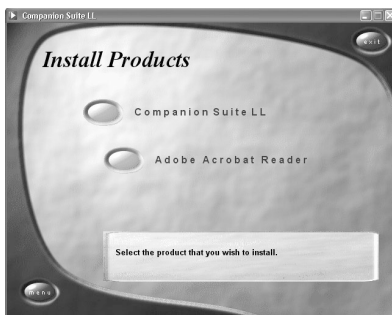 Companion Suite LL
exit
Install Products
Companion Suite LL
Adobe Acrobat Reader
Select the product that you wish to install.
menu